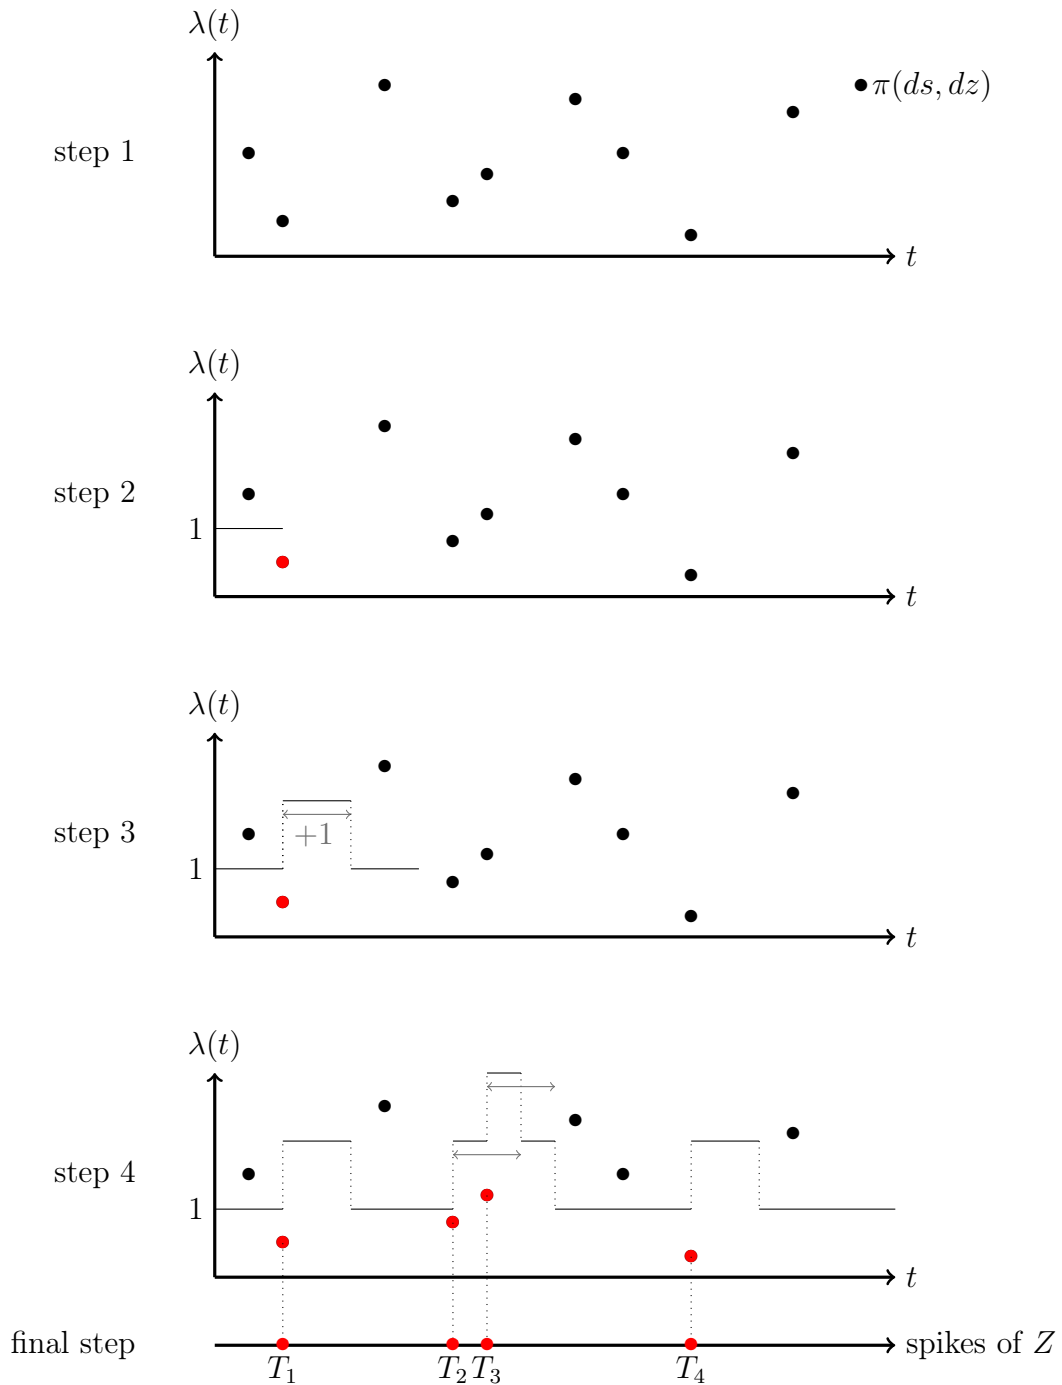 λ(t)
π(ds, dz)
step 1
t
λ(t)
step 2
1
t
λ(t)
step 3
+1
1
t
λ(t)
step 4
1
t
final step
spikes of Z
T₁ T₂ T₃ T₄